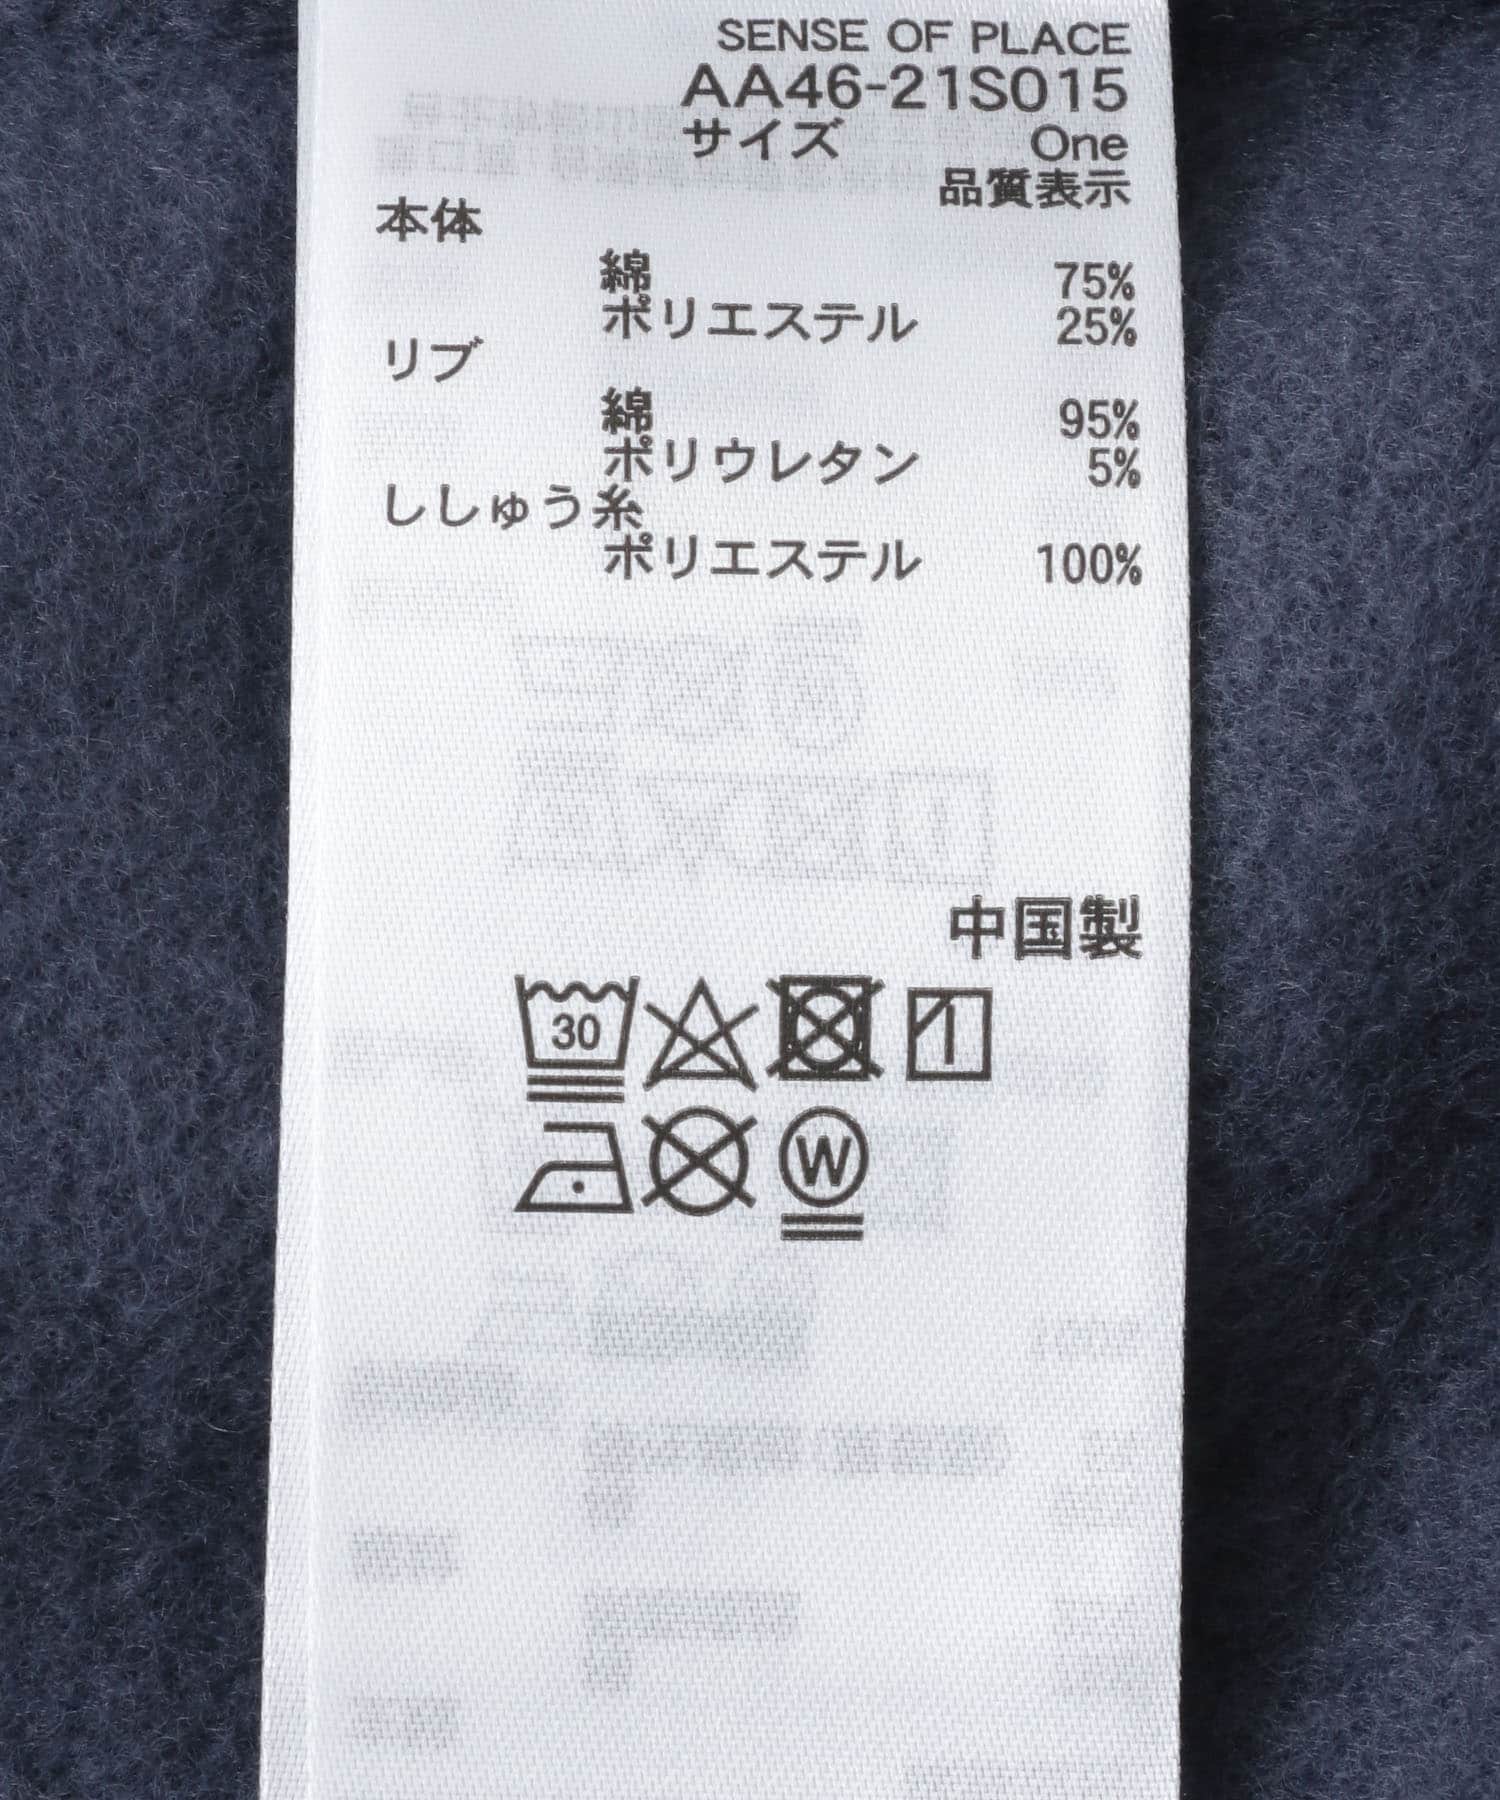 SENSE OF PLACE
AA46-21S015
サイズ One
品質表示
本体
綿 75%
ポリエステル 25%
リブ
綿 95%
ポリウレタン 5%
ししゅう糸
ポリエステル 100%
中国製
30
W